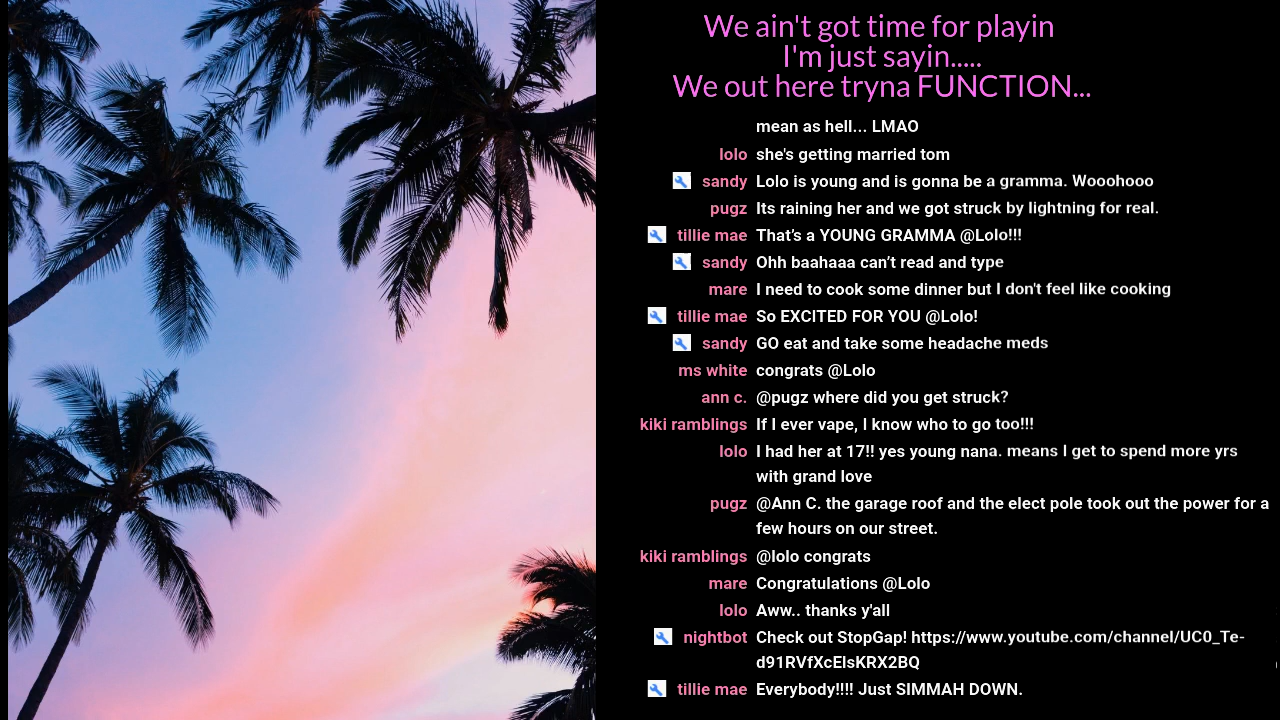 We ain't got time for playin
I'm just sayin.....
We out here tryna FUNCTION...
mean as hell... LMAO
lolo she's getting married tom
sandy Lolo is young and is gonna be a gramma. Wooohooo
pugz Its raining her and we got struck by lightning for real.
tillie mae That’s a YOUNG GRAMMA @Lolo!!!
sandy Ohh baahaaa can’t read and type
mare I need to cook some dinner but I don't feel like cooking
tillie mae So EXCITED FOR YOU @Lolo!
sandy GO eat and take some headache meds
ms white congrats @Lolo
ann c. @pugz where did you get struck?
kiki ramblings If I ever vape, I know who to go too!!!
lolo I had her at 17!! yes young nana. means I get to spend more yrs
with grand love
pugz @Ann C. the garage roof and the elect pole took out the power for a
few hours on our street.
kiki ramblings @lolo congrats
mare Congratulations @Lolo
lolo Aww.. thanks y'all
nightbot Check out StopGap! https://www.youtube.com/channel/UC0_Te-
d91RVfXcElsKRX2BQ
tillie mae Everybody!!!! Just SIMMAH DOWN.